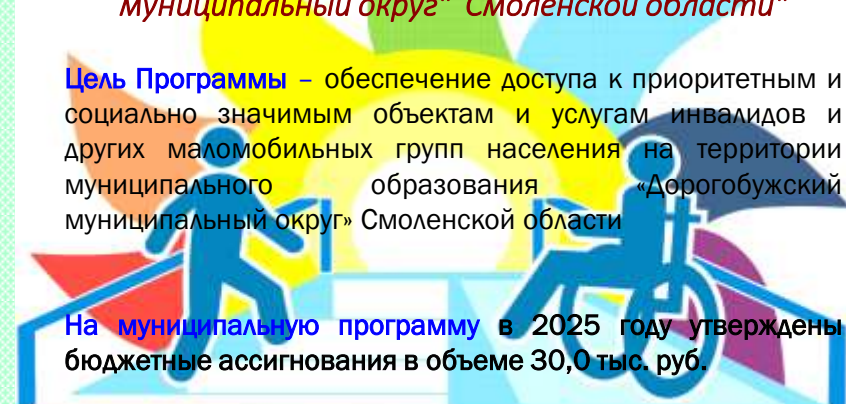 муниципальный округ" Смоленской области"
Цель Программы – обеспечение доступа к приоритетным и
социально значимым объектам и услугам инвалидов и
других маломобильных групп населения на территории
муниципального образования «Дорогобужский
муниципальный округ» Смоленской области
На муниципальную программу в 2025 году утверждены
бюджетные ассигнования в объеме 30,0 тыс. руб.